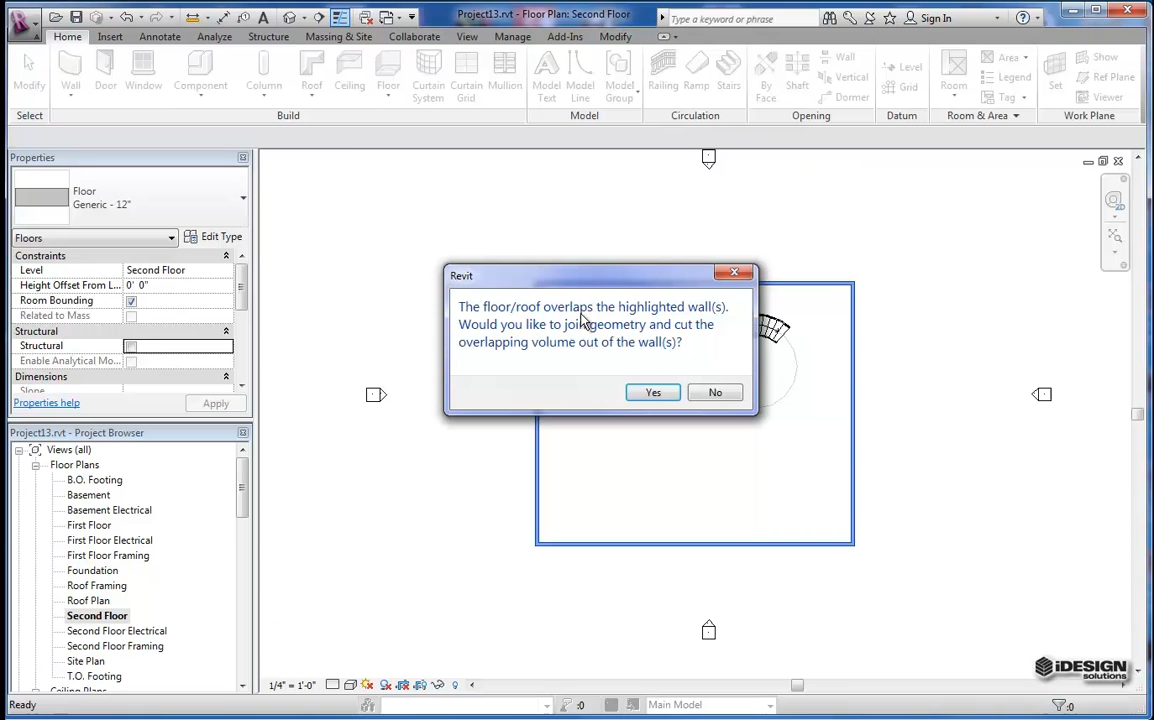 Project13.rvt - Floor Plan: Second Floor
Type a keyword or phrase
Sign In
Home Insert Annotate Analyze Structure Massing & Site Collaborate View Manage Add-Ins Modify
Modify
Wall
Door
Window
Component
Column
Roof
Ceiling
Floor
Curtain System
Curtain Grid
Mullion
Model Text
Model Line
Model Group
Railing
Ramp
Stairs
By Face
Shaft
Wall
Vertical
Dormer
Level
Grid
Room
Area
Legend
Tag
Set
Show
Ref Plane
Viewer
Select Build Model Circulation Opening Datum Room & Area Work Plane
Properties
Floor
Generic - 12"
Floors Edit Type
Constraints
Level Second Floor
Height Offset From L... 0' 0"
Room Bounding
Related to Mass
Structural
Structural
Enable Analytical Mo...
Dimensions
Slope
Properties help Apply
Project13.rvt - Project Browser
Views (all)
Floor Plans
B.O. Footing
Basement
Basement Electrical
First Floor
First Floor Electrical
First Floor Framing
Foundation
Roof Framing
Roof Plan
Second Floor
Second Floor Electrical
Second Floor Framing
Site Plan
T.O. Footing
Ceiling Plans
Revit
The floor/roof overlaps the highlighted wall(s).
Would you like to join geometry and cut the
overlapping volume out of the wall(s)?
Yes No
2D
iDESIGN
solutions
1/4" = 1'-0"
Ready
:0
Main Model
:0